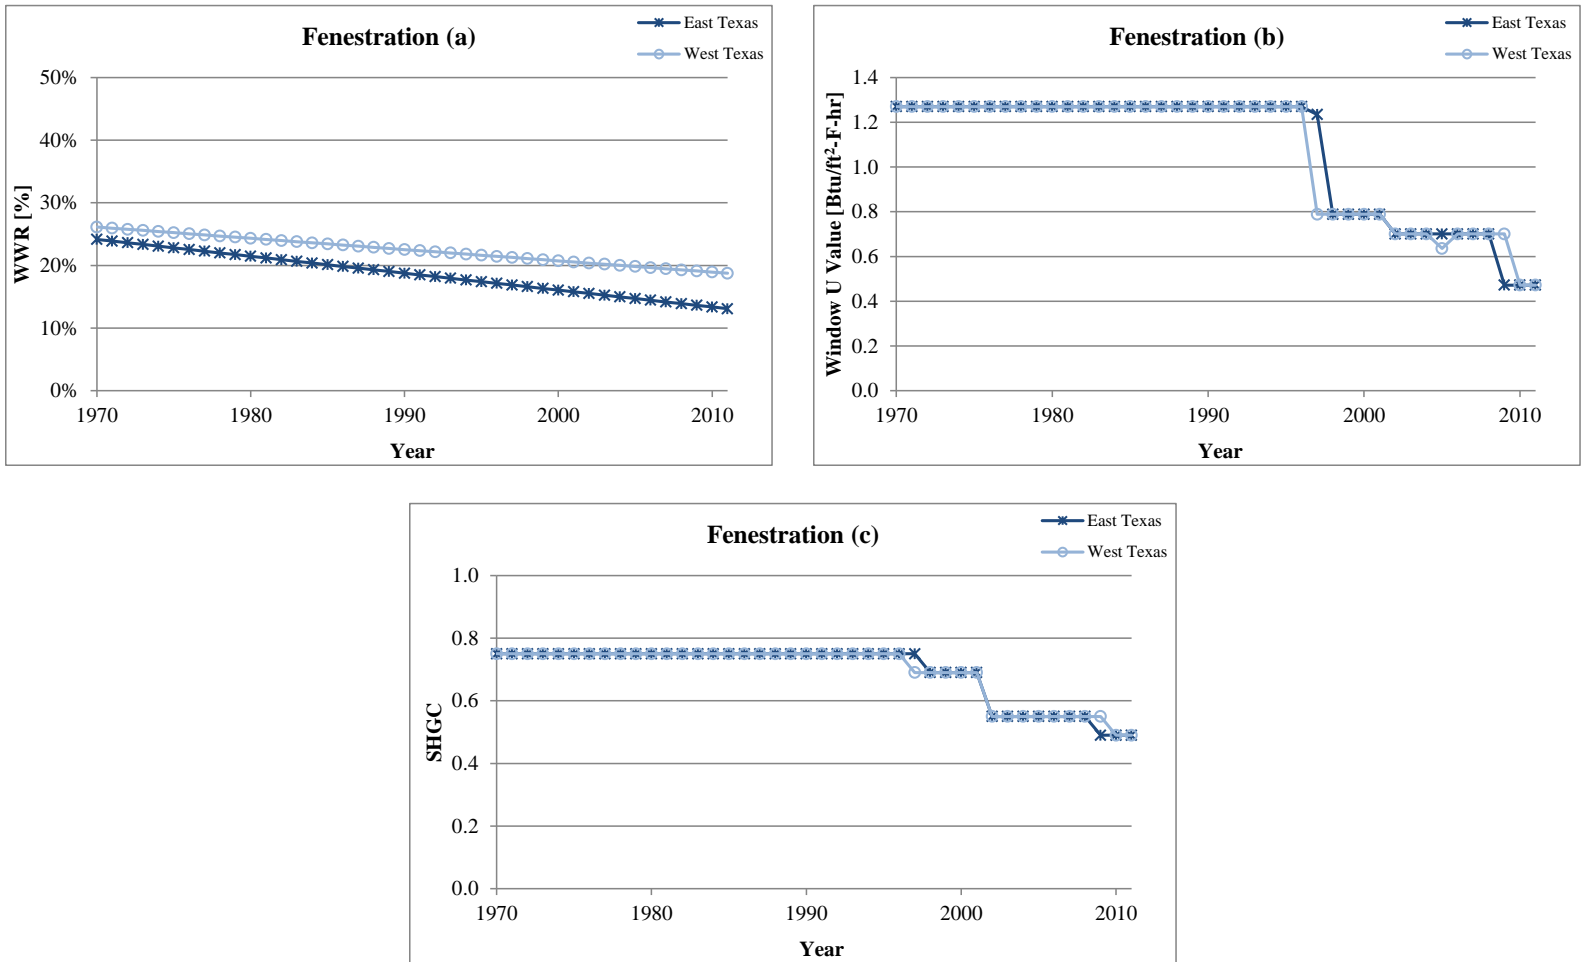 Fenestration (a)
East Texas
West Texas
50%
40%
30%
20%
10%
0%
WWR [%]
1970
1980
1990
2000
2010
Year
Fenestration (b)
East Texas
West Texas
1.4
1.2
1.0
0.8
0.6
0.4
0.2
0.0
Window U Value [Btu/ft²-F-hr]
1970
1980
1990
2000
2010
Year
Fenestration (c)
East Texas
West Texas
1.0
0.8
0.6
0.4
0.2
0.0
SHGC
1970
1980
1990
2000
2010
Year